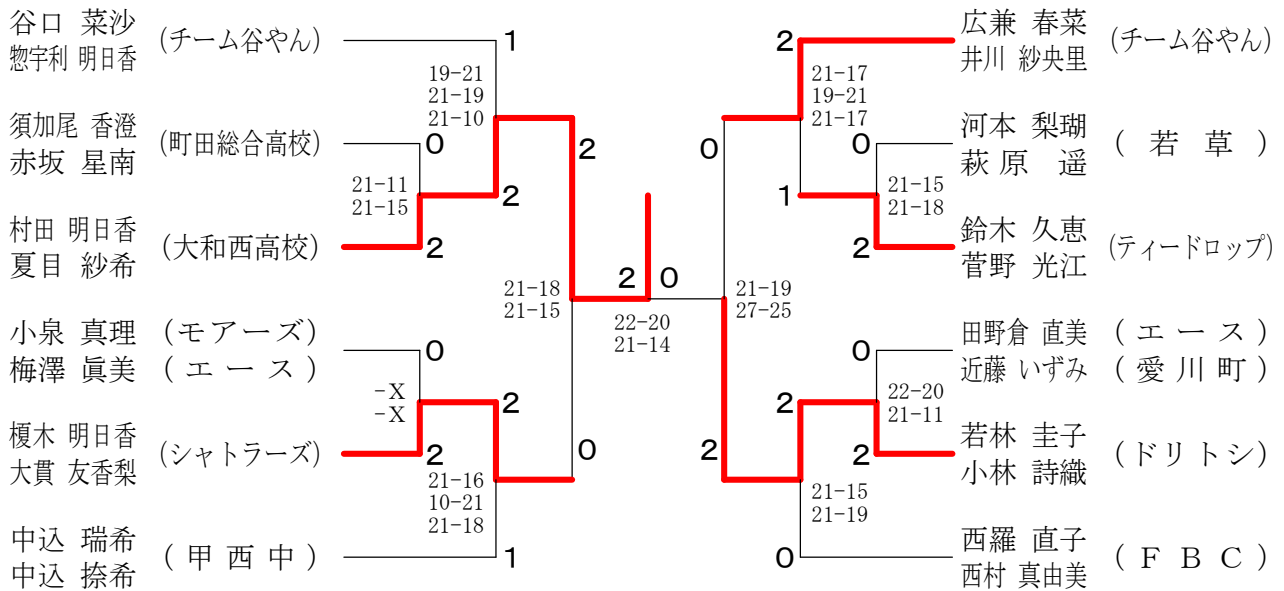 谷口 菜沙
惣宇利 明日香
(チーム谷やん)
1
19-21
21-19
21-10
須加尾 香澄
赤坂 星南
(町田総合高校)
0
21-11
21-15
2
2
村田 明日香
夏目 紗希
(大和西高校)
2
21-18
21-15
小泉 真理 (モアーズ)
梅澤 眞美 (エース)
0
-X
-X
2
榎木 明日香
大貫 友香梨
(シャトラーズ)
2
21-16
10-21
21-18
0
中込 瑞希
中込 捺希
(甲西中)
1
2 0
22-20
21-14
2
広兼 春菜
井川 紗央里
(チーム谷やん)
21-17
19-21
21-17
0
0
河本 梨瑚
萩原 遥
(若草)
1
21-15
21-18
2
鈴木 久恵
菅野 光江
(ティードロップ)
21-19
27-25
0
田野倉 直美 (エース)
近藤 いずみ (愛川町)
2
22-20
21-11
2
2
若林 圭子
小林 詩織
(ドリトシ)
21-15
21-19
0
西羅 直子
西村 真由美
(FBC)